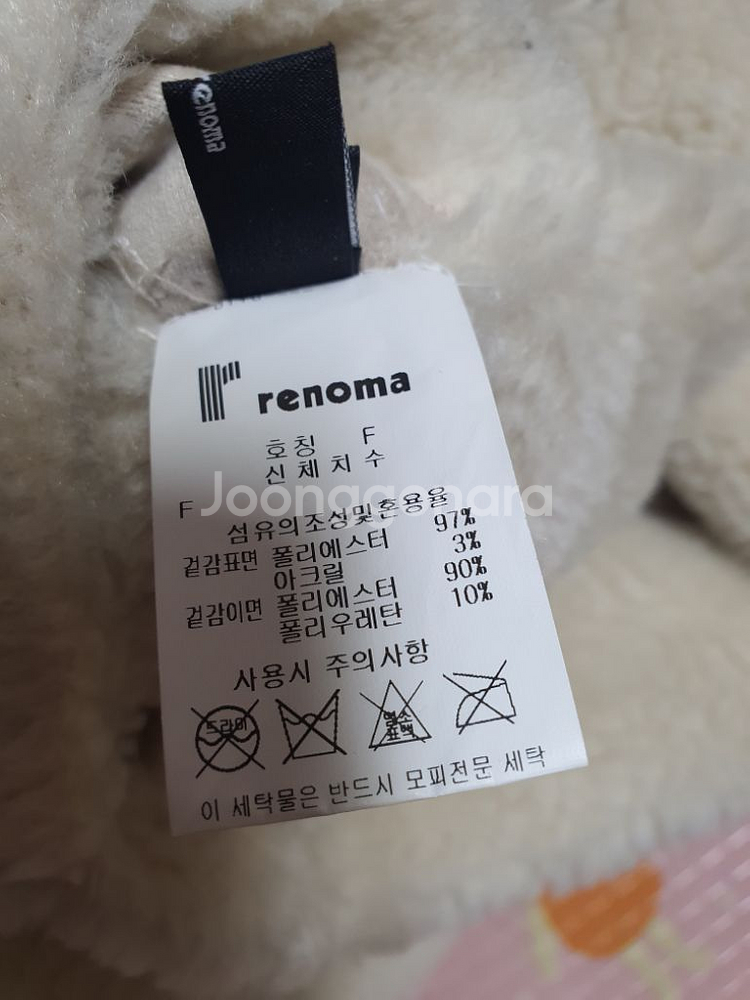 renoma
renoma
호칭 F
신체치수
F
Joonggonara
섬유의조성및혼용율
겉감표면 폴리에스터 97%
아크릴 3%
겉감이면 폴리에스터 90%
폴리우레탄 10%
사용시 주의사항
드라이
염소
표백
이 세탁물은 반드시 모피전문 세탁